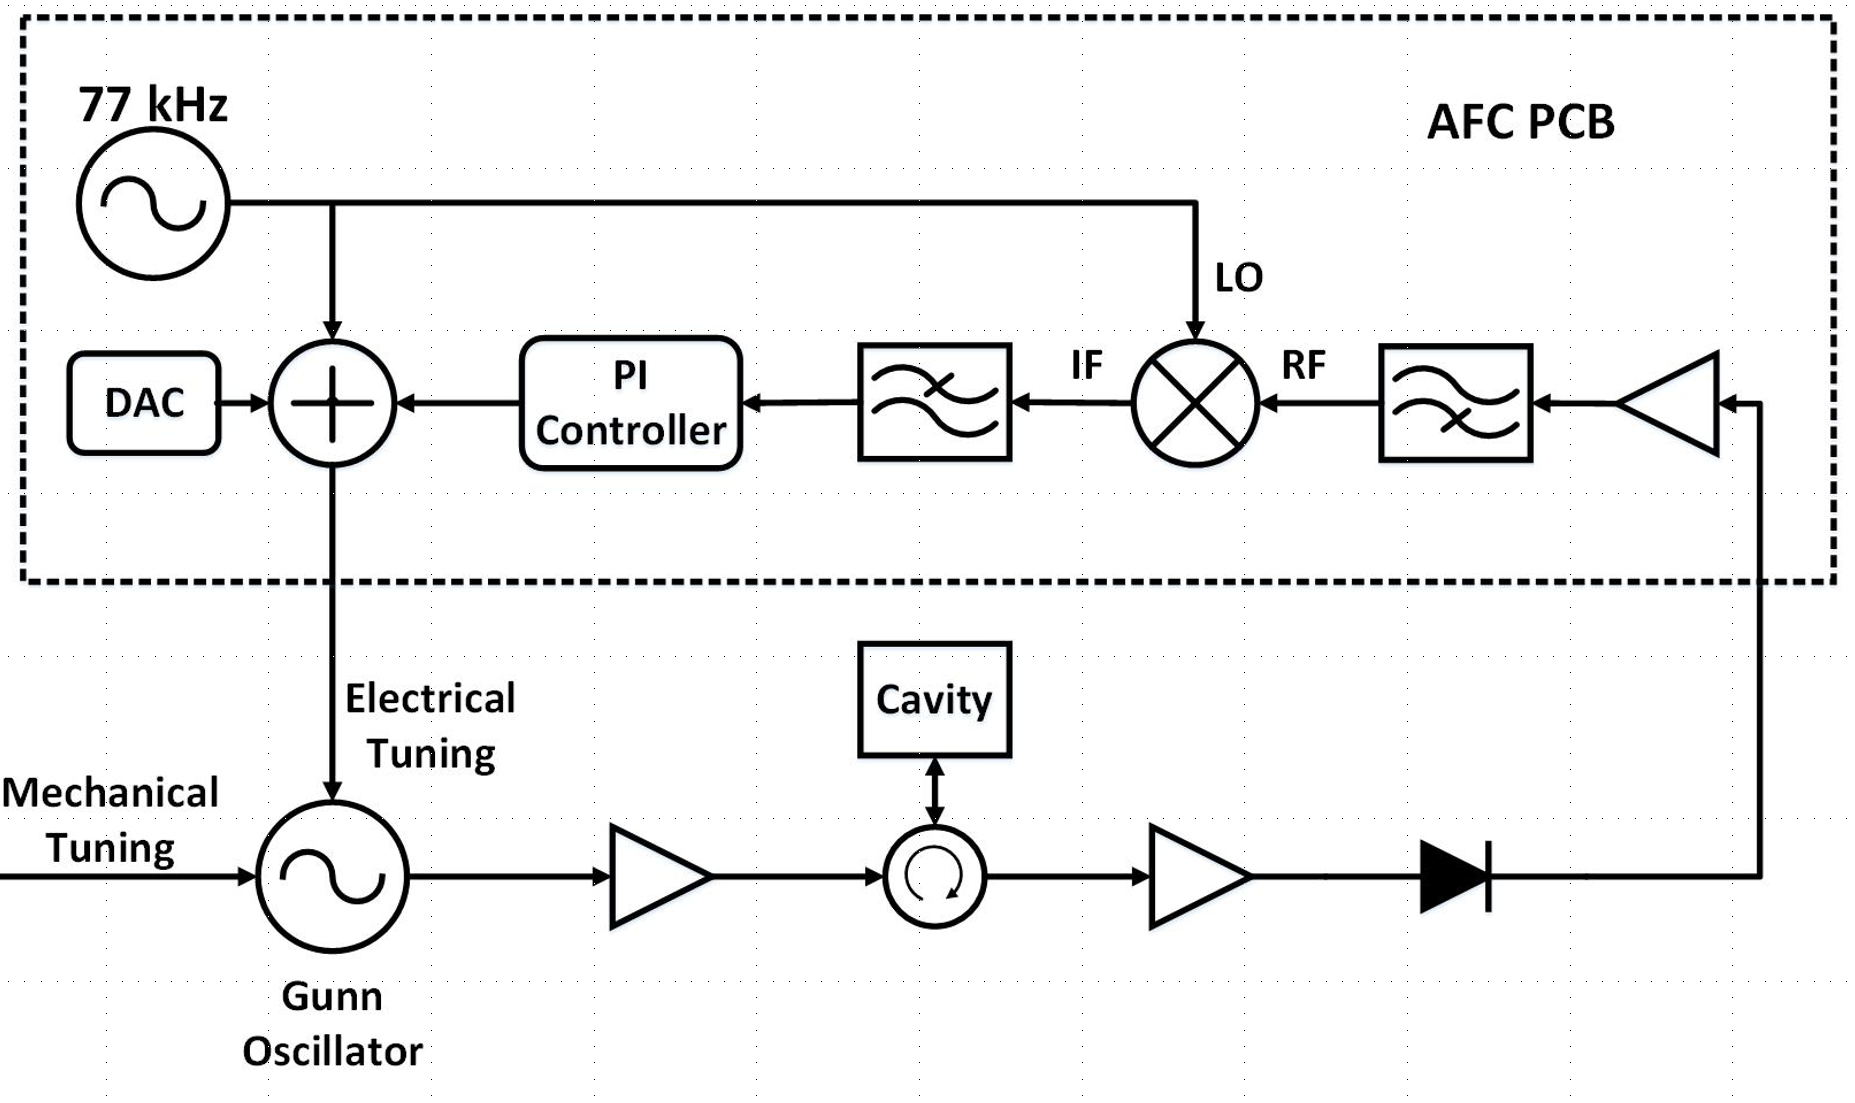 77 kHz
AFC PCB
LO
DAC
PI
Controller
IF
RF
Electrical
Tuning
Cavity
Mechanical
Tuning
Gunn
Oscillator